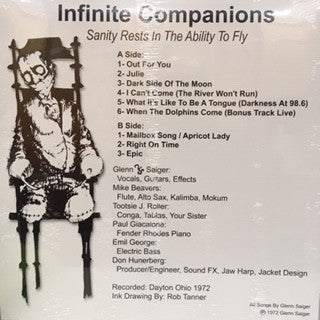 Infinite Companions
Sanity Rests In The Ability To Fly
A Side:
1- Out For You
2- Julie
3- Dark Side Of The Moon
4- I Can't Come (The River Won't Run)
5- What It's Like To Be A Tongue (Darkness At 98.6)
6- When The Dolphins Come (Bonus Track Live)
B Side:
1- Mailbox Song / Apricot Lady
2- Right On Time
3- Epic
Glenn Saiger:
Vocals, Guitars, Effects
Mike Beavers:
Flute, Alto Sax, Kalimba, Mokum
Tootsie J. Roller:
Conga, Tablas, Your Sister
Paul Giacalone:
Fender Rhodes Piano
Emil George:
Electric Bass
Don Hunerberg:
Producer/Engineer, Sound FX, Jaw Harp, Jacket Design
Recorded: Dayton Ohio 1972
Ink Drawing By: Rob Tanner
All Songs By Glenn Saiger
© 1972 Glenn Saiger